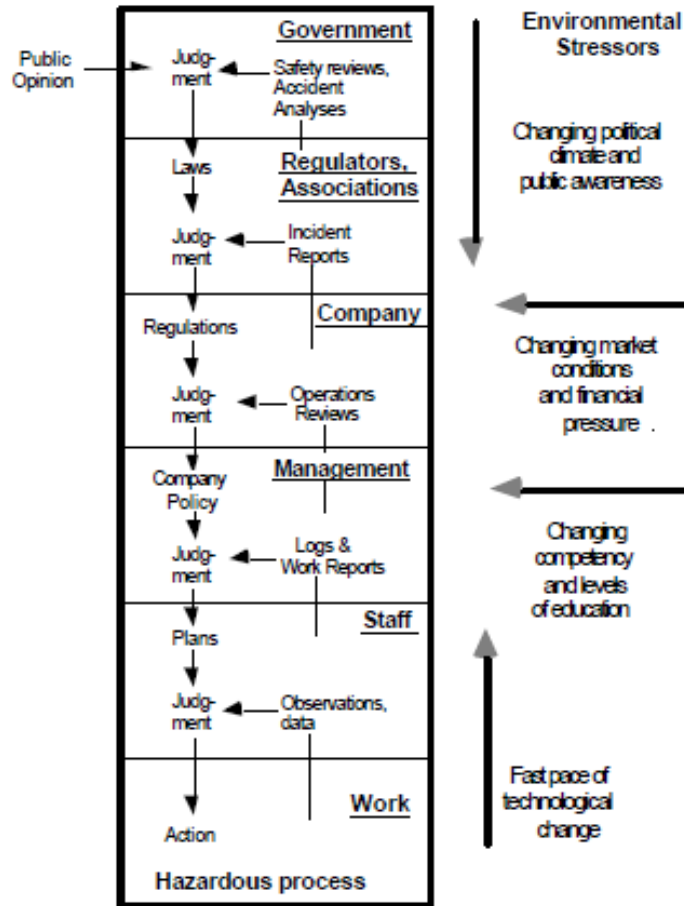 Government
Public
Opinion
Judg-
ment
Safety reviews,
Accident
Analyses
Laws
Regulators,
Associations
Judg-
ment
Incident
Reports
Company
Regulations
Judg-
ment
Operations
Reviews
Management
Company
Policy
Judg-
ment
Logs &
Work Reports
Staff
Plans
Judg-
ment
Observations,
data
Work
Action
Hazardous process
Environmental
Stressors
Changing political
climate and
public awareness
Changing market
conditions
and financial
pressure .
Changing
competency
and levels
of education
Fast pace of
technological
change